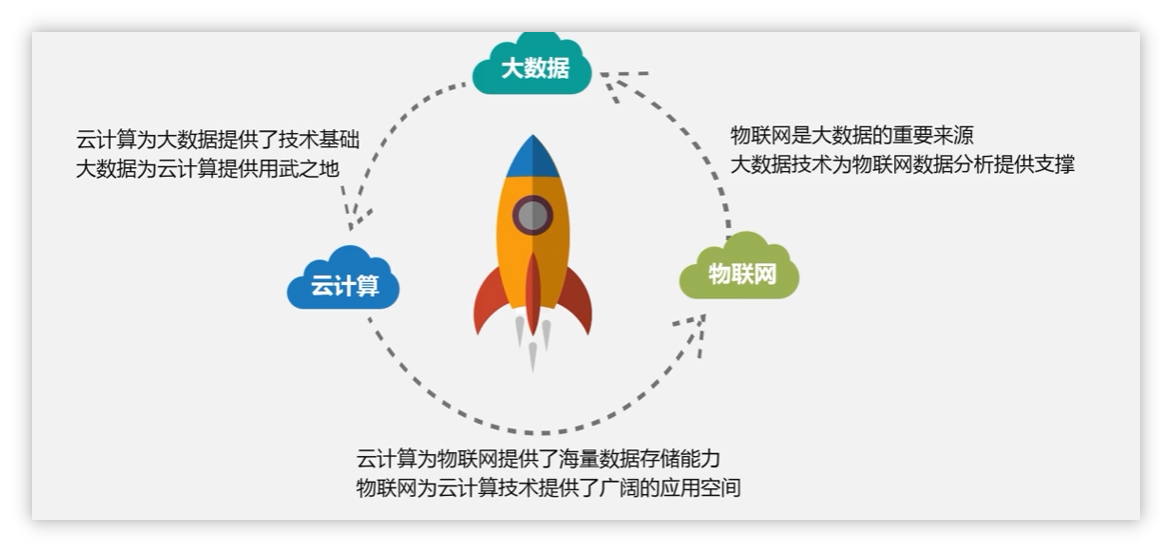 大数据
云计算为大数据提供了技术基础
大数据为云计算提供用武之地
物联网是大数据的重要来源
大数据技术为物联网数据分析提供支撑
云计算
物联网
云计算为物联网提供了海量数据存储能力
物联网为云计算技术提供了广阔的应用空间